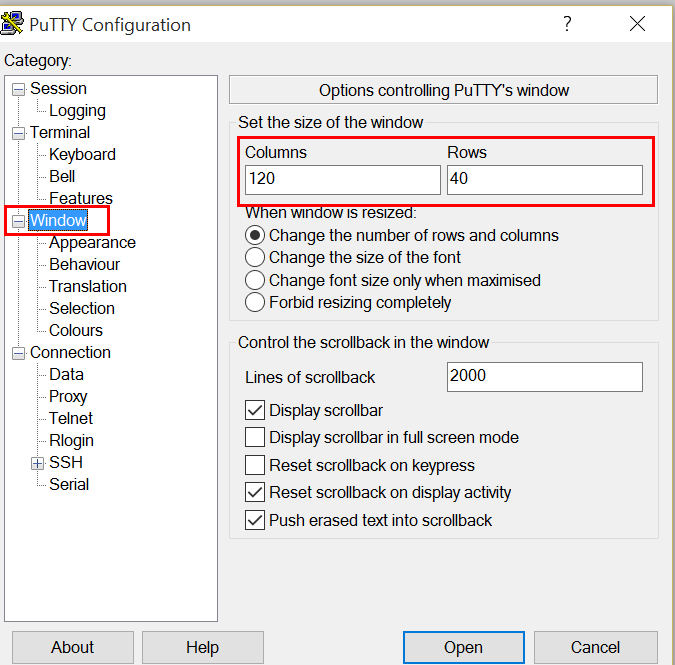 PuTTY Configuration
?
Category:
Session
Logging
Terminal
Keyboard
Bell
Features
Window
Appearance
Behaviour
Translation
Selection
Colours
Connection
Data
Proxy
Telnet
Rlogin
SSH
Serial
Options controlling PuTTY's window
Set the size of the window
Columns Rows
120 40
When window is resized:
Change the number of rows and columns
Change the size of the font
Change font size only when maximised
Forbid resizing completely
Control the scrollback in the window
Lines of scrollback 2000
Display scrollbar
Display scrollbar in full screen mode
Reset scrollback on keypress
Reset scrollback on display activity
Push erased text into scrollback
About Help Open Cancel